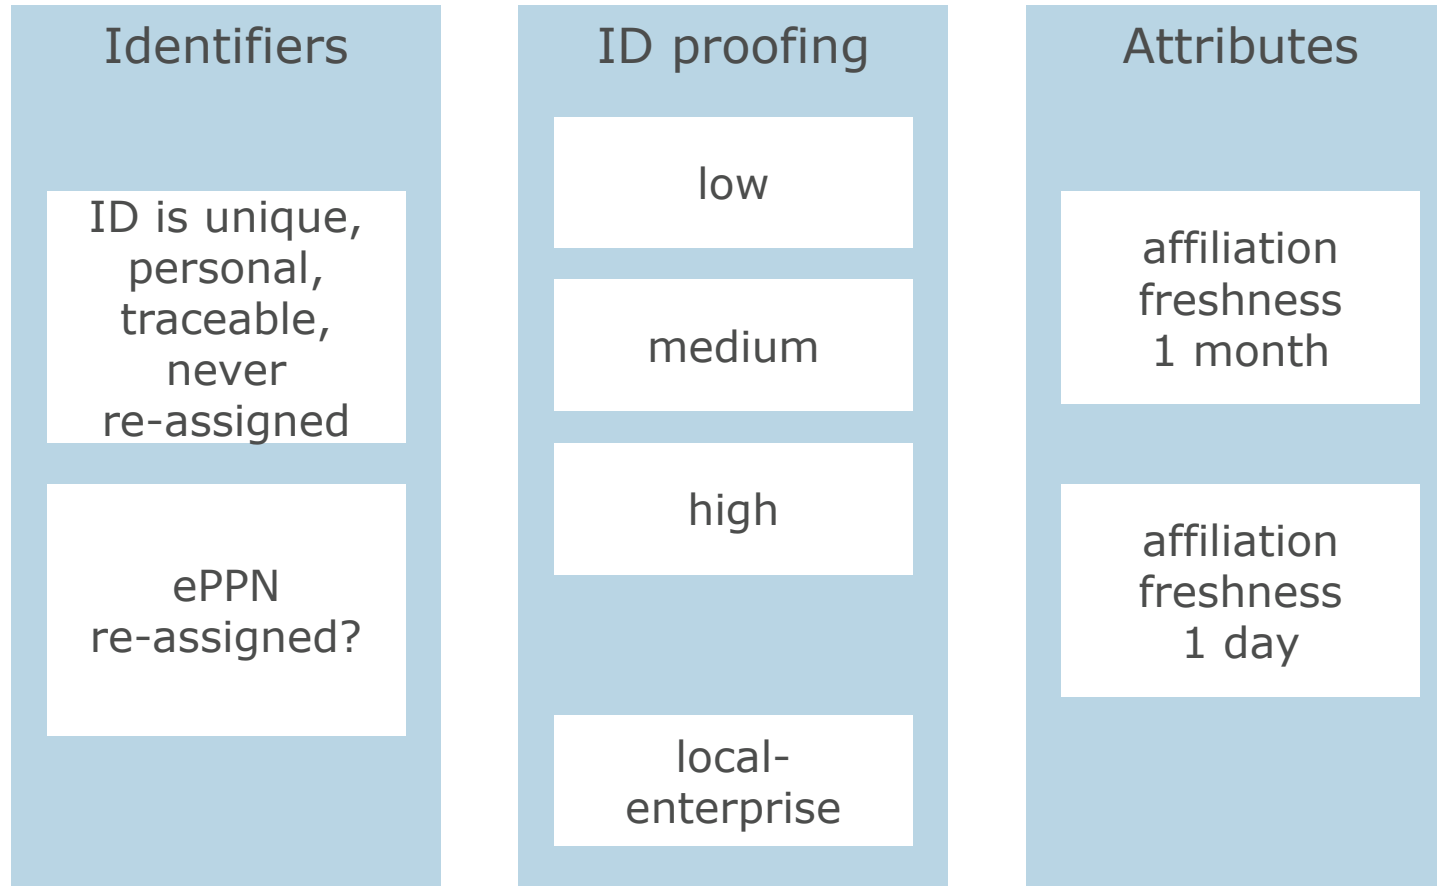 Identifiers
ID is unique,
personal,
traceable,
never
re-assigned
ePPN
re-assigned?
ID proofing
low
medium
high
local-
enterprise
Attributes
affiliation
freshness
1 month
affiliation
freshness
1 day